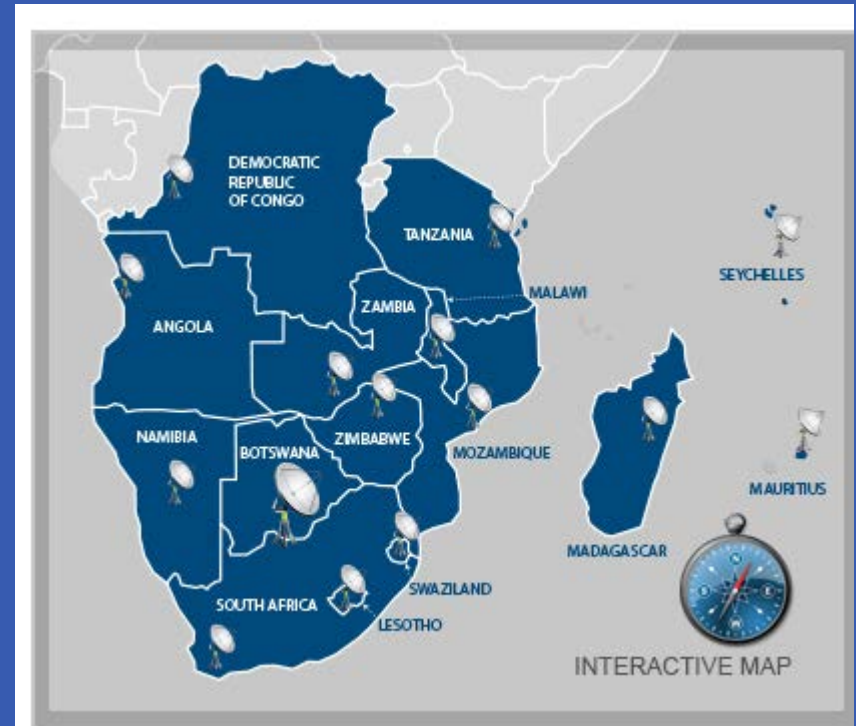 DEMOCRATIC
REPUBLIC
OF CONGO
TANZANIA
SEYCHELLES
MALAWI
ZAMBIA
ANGOLA
NAMIBIA
BOTSWANA
ZIMBABWE
MOZAMBIQUE
MAURITIUS
MADAGASCAR
SWAZILAND
SOUTH AFRICA
LESOTHO
N
E
INTERACTIVE MAP